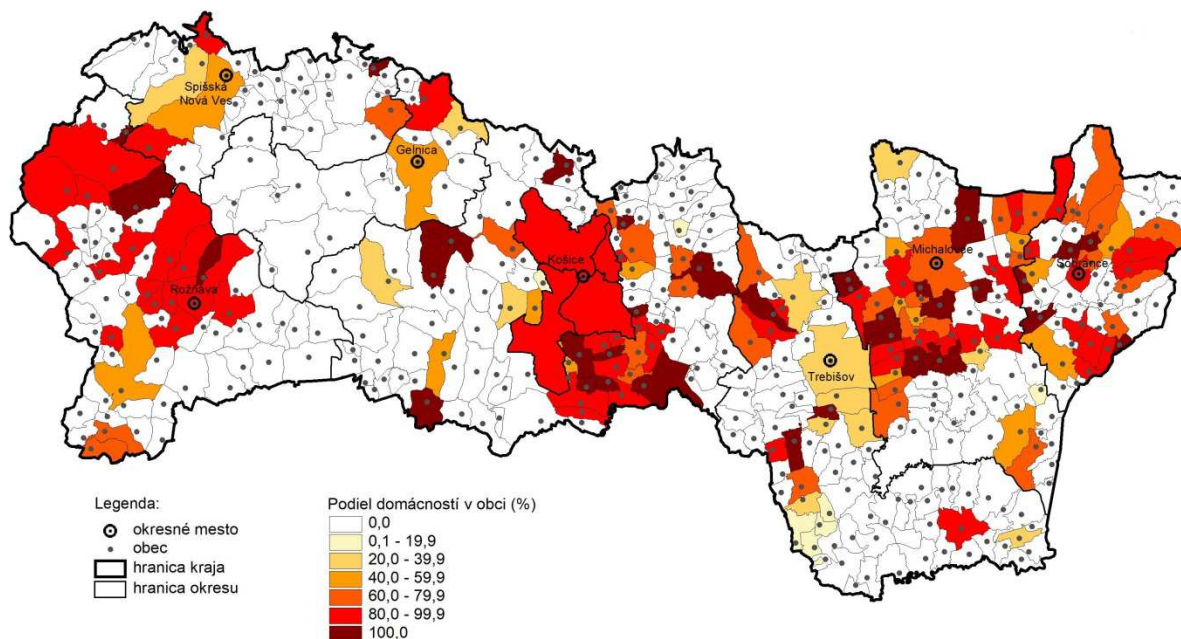 Spišská
Nová Ves
Gelnica
Rožňava
Košice
Michalovce
Sobrance
Trebišov
Legenda:
okresné mesto
obec
hranica kraja
hranica okresu
Podiel domácností v obci (%)
0,0
0,1 - 19,9
20,0 - 39,9
40,0 - 59,9
60,0 - 79,9
80,0 - 99,9
100,0